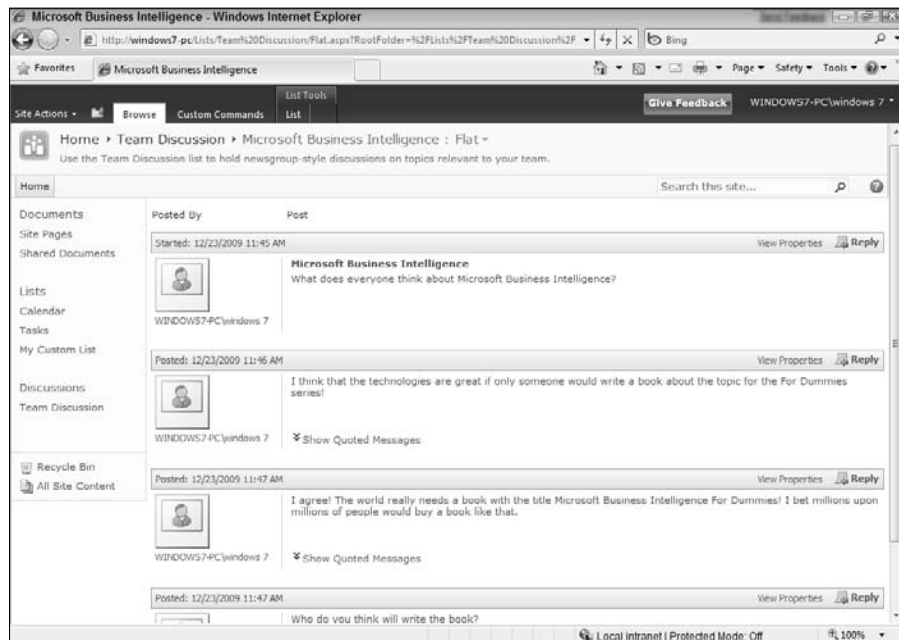 Microsoft Business Intelligence - Windows Internet Explorer
http://windows7-pc/Lists/Team%20Discussion/Flat.aspx?RootFolder=%2FLists%2FTeam%20Discussion%2F
Bing
Favorites
Microsoft Business Intelligence
Page
Safety
Tools
Site Actions
Browse
Custom Commands
List Tools
List
Give Feedback
WINDOWS7-PC\windows 7
Home
Team Discussion
Microsoft Business Intelligence : Flat
Use the Team Discussion list to hold newsgroup-style discussions on topics relevant to your team.
Home
Search this site...
Documents
Site Pages
Shared Documents
Lists
Calendar
Tasks
My Custom List
Discussions
Team Discussion
Recycle Bin
All Site Content
Posted By
Post
Started: 12/23/2009 11:45 AM
View Properties
Reply
WINDOWS7-PC\windows 7
Microsoft Business Intelligence
What does everyone think about Microsoft Business Intelligence?
Posted: 12/23/2009 11:46 AM
View Properties
Reply
WINDOWS7-PC\windows 7
I think that the technologies are great if only someone would write a book about the topic for the For Dummies
series!
Show Quoted Messages
Posted: 12/23/2009 11:47 AM
View Properties
Reply
WINDOWS7-PC\windows 7
I agree! The world really needs a book with the title Microsoft Business Intelligence For Dummies! I bet millions upon
millions of people would buy a book like that.
Show Quoted Messages
Posted: 12/23/2009 11:47 AM
View Properties
Reply
Who do you think will write the book?
Local intranet | Protected Mode: Off
100%